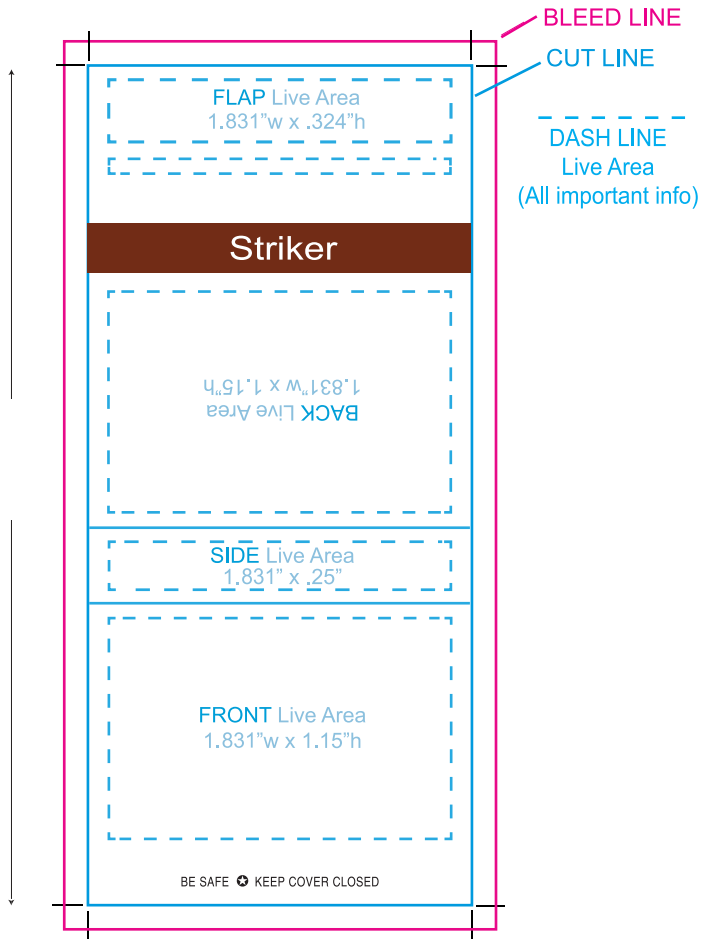 BLEED LINE
CUT LINE
FLAP Live Area
1.831”w x .324”h
DASH LINE
Live Area
(All important info)
Striker
BACK Live Area
1.831”w x 1.15”h
SIDE Live Area
1.831” x .25”
FRONT Live Area
1.831”w x 1.15”h
BE SAFE ✪ KEEP COVER CLOSED